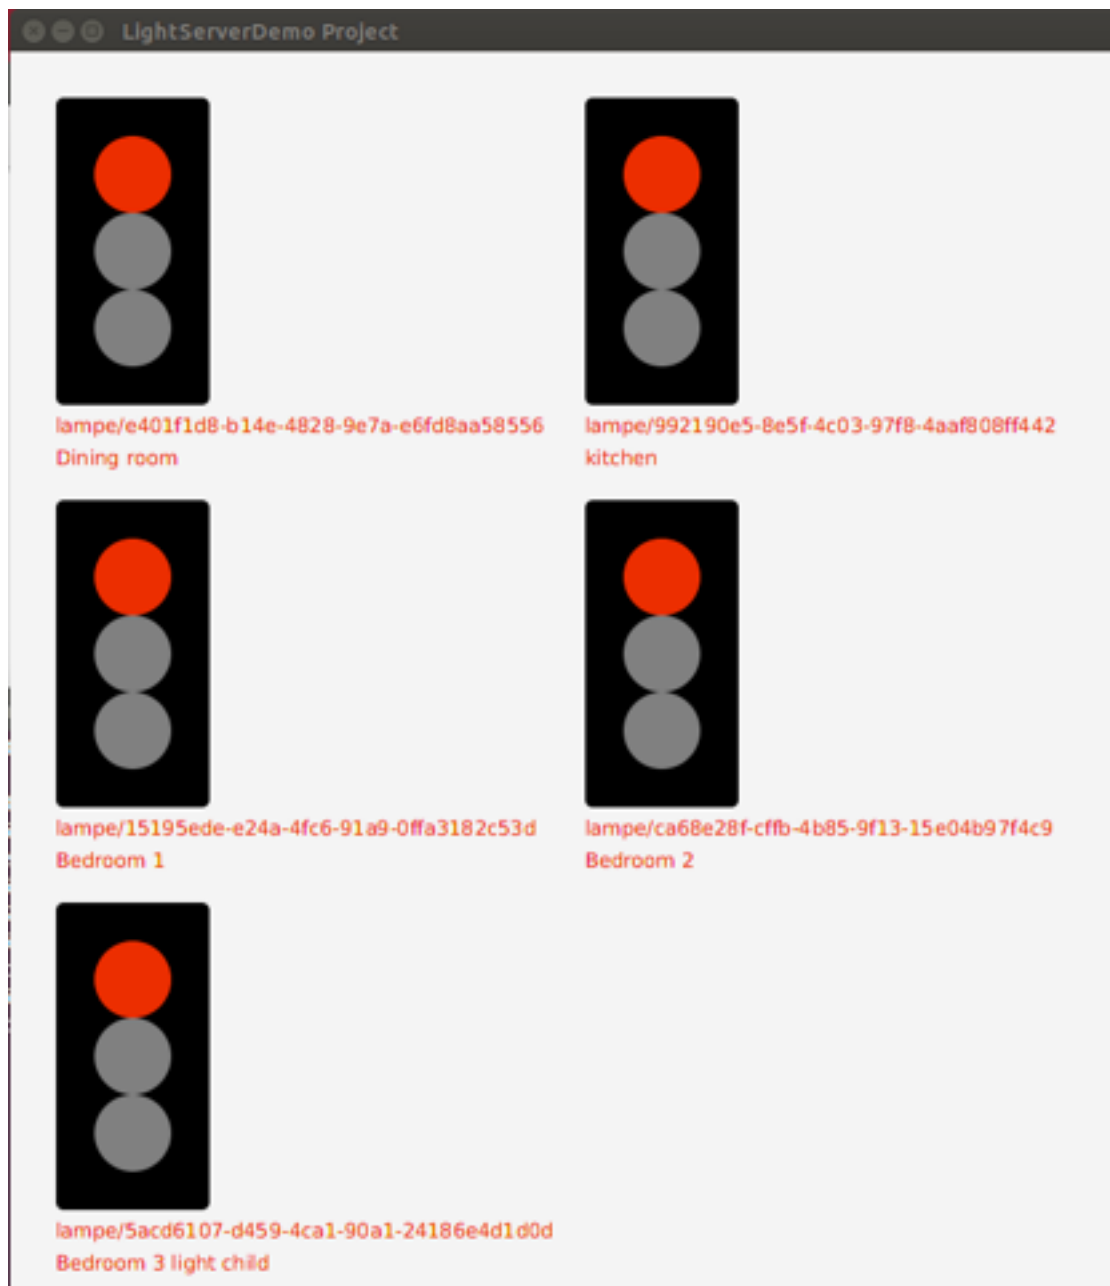 LightServerDemo Project
lampe/e401f1d8-b14e-4828-9e7a-e6fd8aa58556
Dining room
lampe/992190e5-8e5f-4c03-97f8-4aaf808ff442
kitchen
lampe/15195ede-e24a-4fc6-91a9-0ffa3182c53d
Bedroom 1
lampe/ca68e28f-cffb-4b85-9f13-15e04b97f4c9
Bedroom 2
lampe/5acd6107-d459-4ca1-90a1-24186e4d1d0d
Bedroom 3 light child